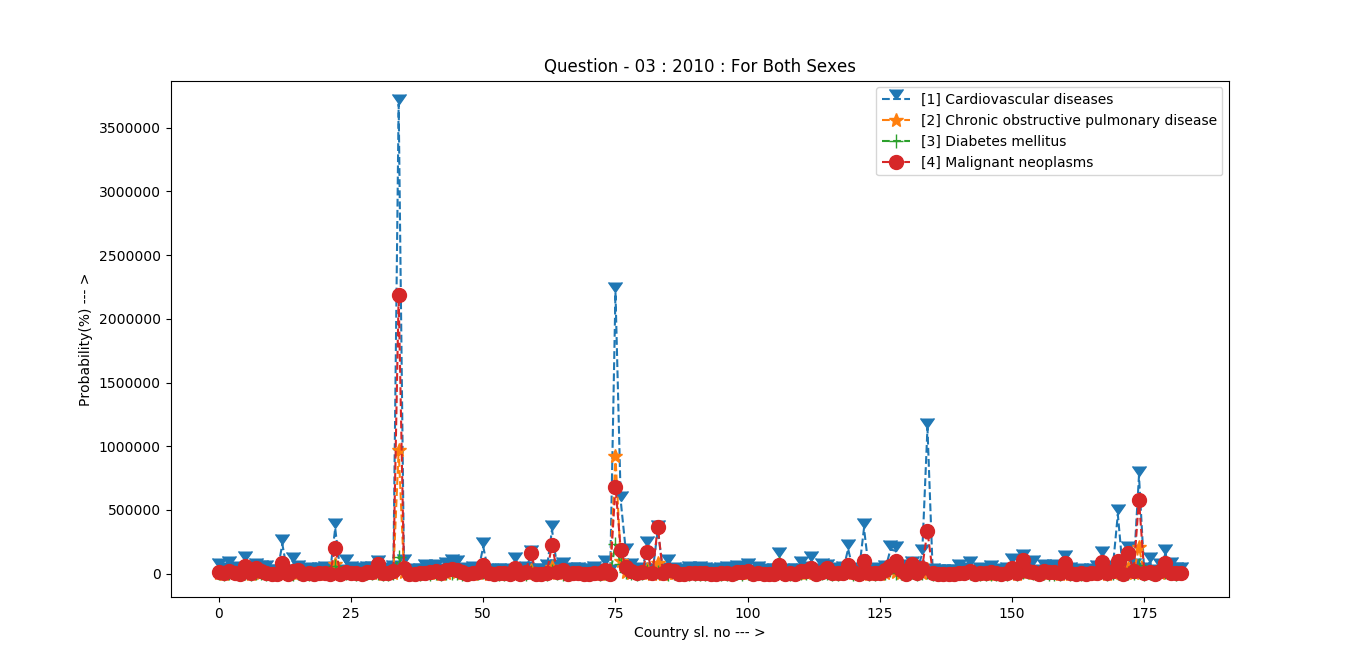 Question - 03 : 2010 : For Both Sexes
[1] Cardiovascular diseases
[2] Chronic obstructive pulmonary disease
[3] Diabetes mellitus
[4] Malignant neoplasms
Probability(%) --- >
3500000
3000000
2500000
2000000
1500000
1000000
500000
0
0 25 50 75 100 125 150 175
Country sl. no --- >